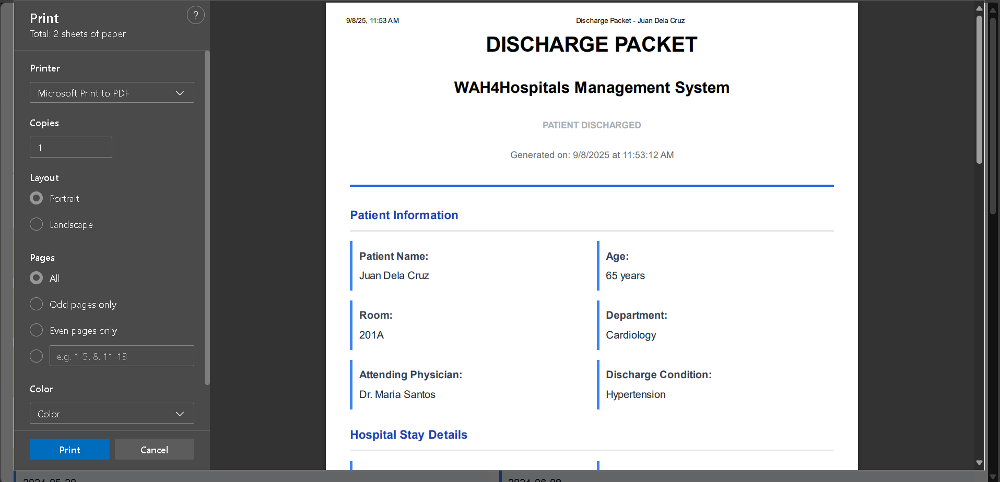 Print
?
Total: 2 sheets of paper
Printer
Microsoft Print to PDF
Copies
1
Layout
Portrait
Landscape
Pages
All
Odd pages only
Even pages only
e.g. 1-5, 8, 11-13
Color
Color
Print
Cancel
9/8/25, 11:53 AM
Discharge Packet - Juan Dela Cruz
DISCHARGE PACKET
WAH4Hospitals Management System
PATIENT DISCHARGED
Generated on: 9/8/2025 at 11:53:12 AM
Patient Information
Patient Name:
Juan Dela Cruz
Age:
65 years
Room:
201A
Department:
Cardiology
Attending Physician:
Dr. Maria Santos
Discharge Condition:
Hypertension
Hospital Stay Details